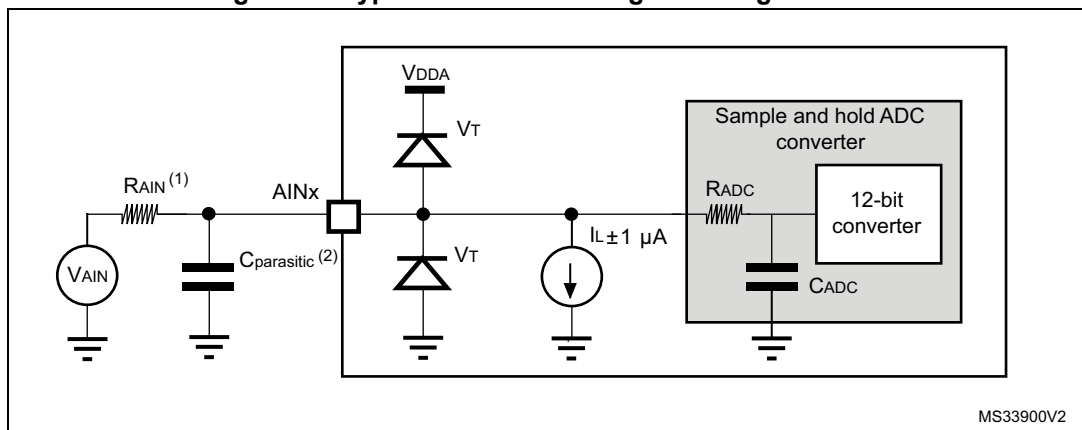 VDDA
VT
Sample and hold ADC
converter
RAIN (1)
AINx
RADC
12-bit
converter
IL±1 µA
VAIN
Cparasitic (2)
VT
CADC
MS33900V2